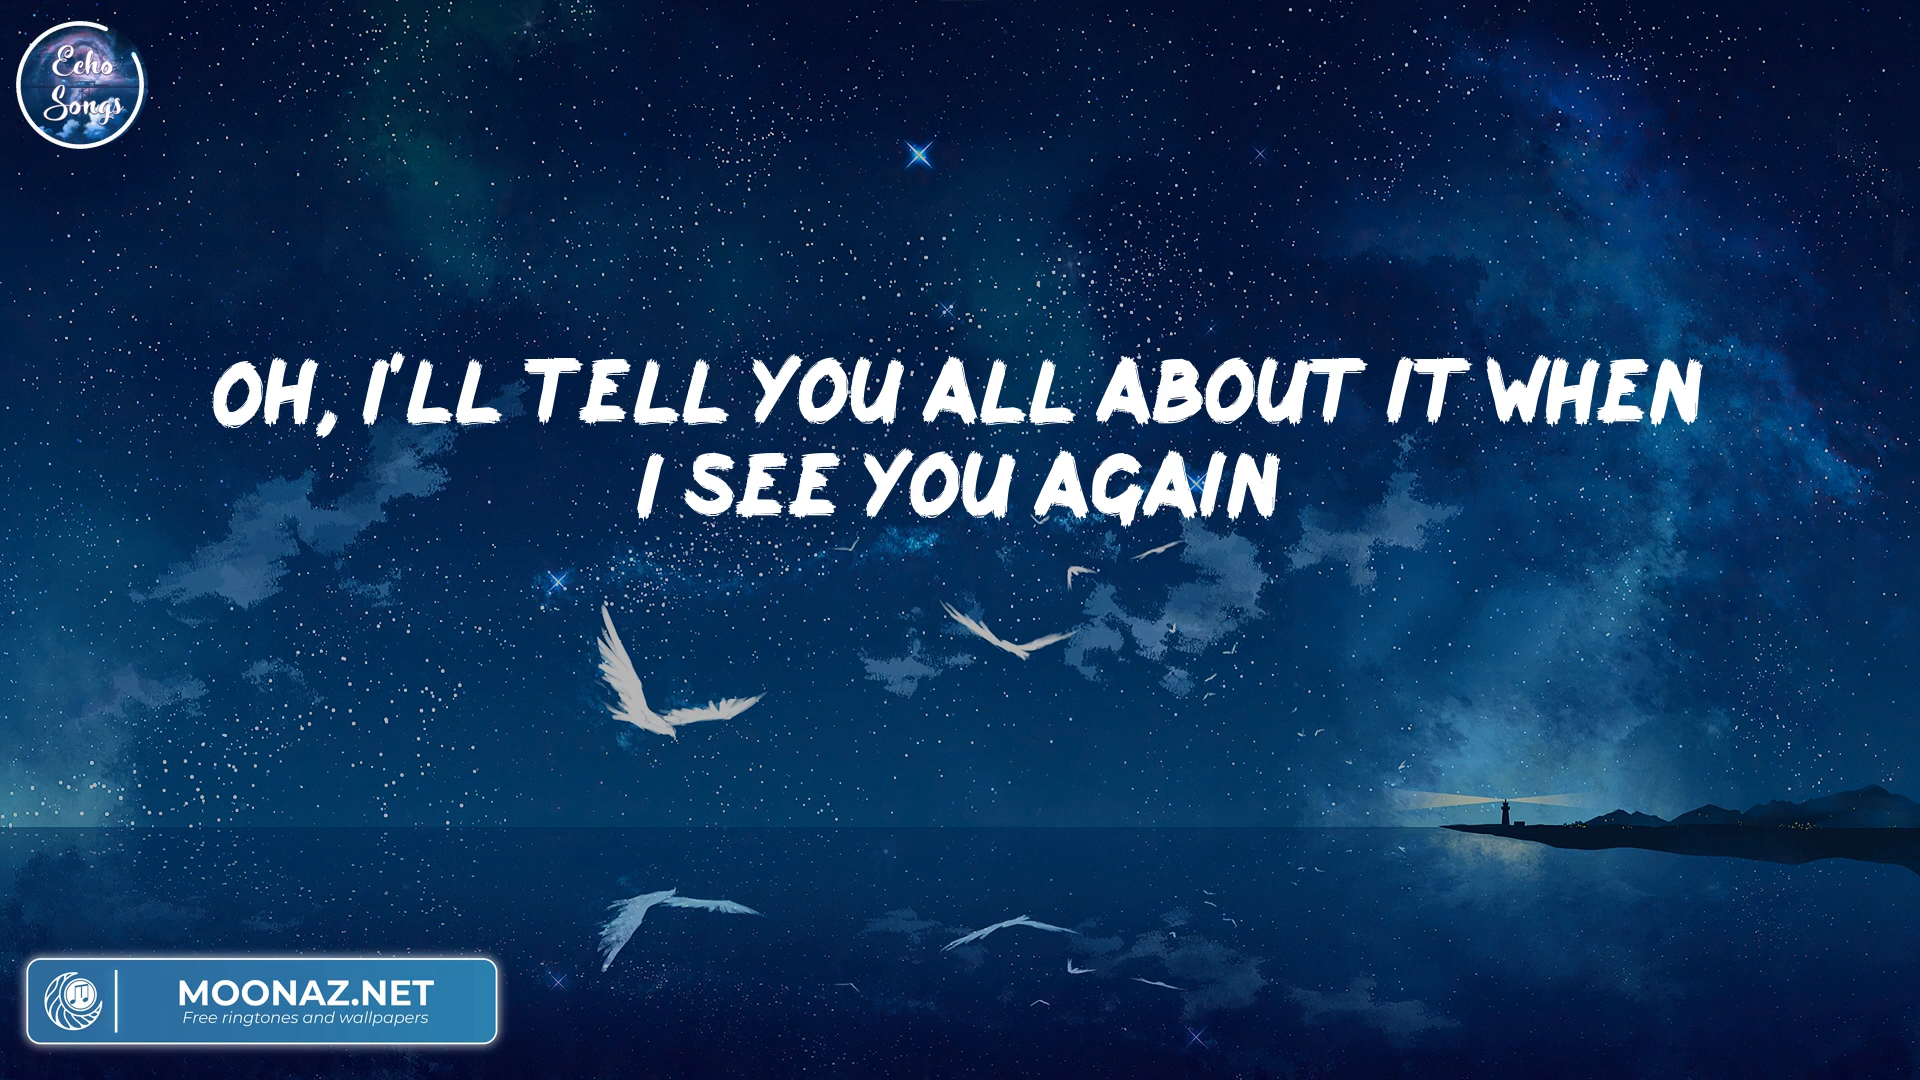 Echo
Songs
OH, I'LL TELL YOU ALL ABOUT IT WHEN
I SEE YOU AGAIN
MOONAZ.NET
Free ringtones and wallpapers